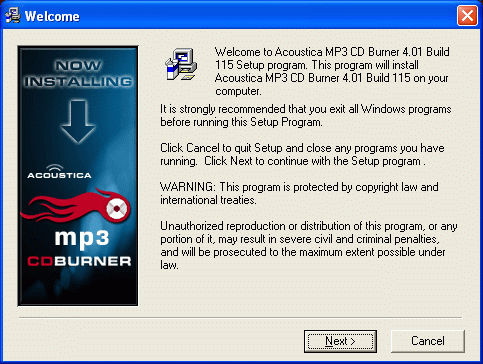 Welcome
NOW
INSTALLING
ACOUSTICA
mp3
CDBURNER
Welcome to Acoustica MP3 CD Burner 4.01 Build
115 Setup program. This program will install
Acoustica MP3 CD Burner 4.01 Build 115 on your
computer.
It is strongly recommended that you exit all Windows programs
before running this Setup Program.
Click Cancel to quit Setup and close any programs you have
running. Click Next to continue with the Setup program .
WARNING: This program is protected by copyright law and
international treaties.
Unauthorized reproduction or distribution of this program, or any
portion of it, may result in severe civil and criminal penalties,
and will be prosecuted to the maximum extent possible under
law.
Next >
Cancel